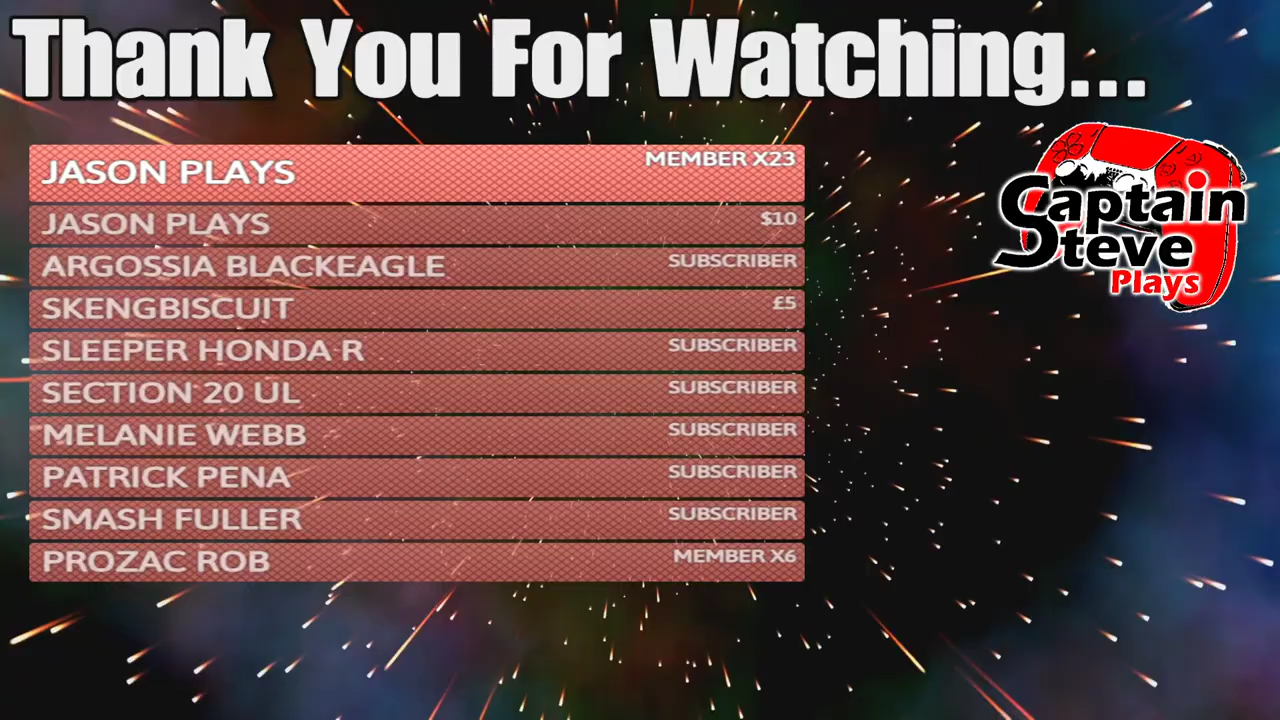 Thank You For Watching...
JASON PLAYS MEMBER X23
JASON PLAYS $10
ARGOSSIA BLACKEAGLE SUBSCRIBER
SKENGBISCUIT £5
SLEEPER HONDA R SUBSCRIBER
SECTION 20 UL SUBSCRIBER
MELANIE WEBB SUBSCRIBER
PATRICK PENA SUBSCRIBER
SMASH FULLER SUBSCRIBER
PROZAC ROB MEMBER X6
Captain
Steve
Plays